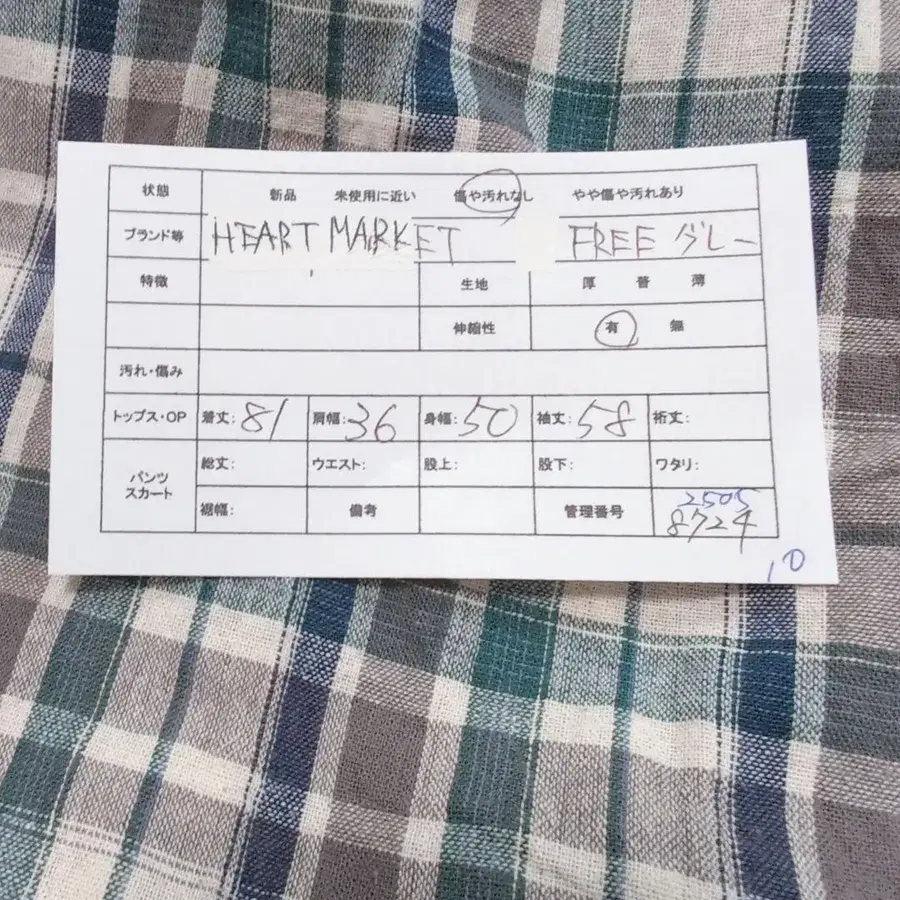 状態 新品 未使用に近い 傷や汚れなし やや傷や汚れあり
ブランド等 HEART MARKET FREE グレー
特徴 生地 厚 普 薄
伸縮性 有 無
汚れ・傷み
トップス・OP 着丈: 81 肩幅: 36 身幅: 50 袖丈: 58 裄丈:
パンツ スカート 総丈: ウエスト: 股上: 股下: ワタリ:
裾幅: 備考 管理番号 2505
8724
10